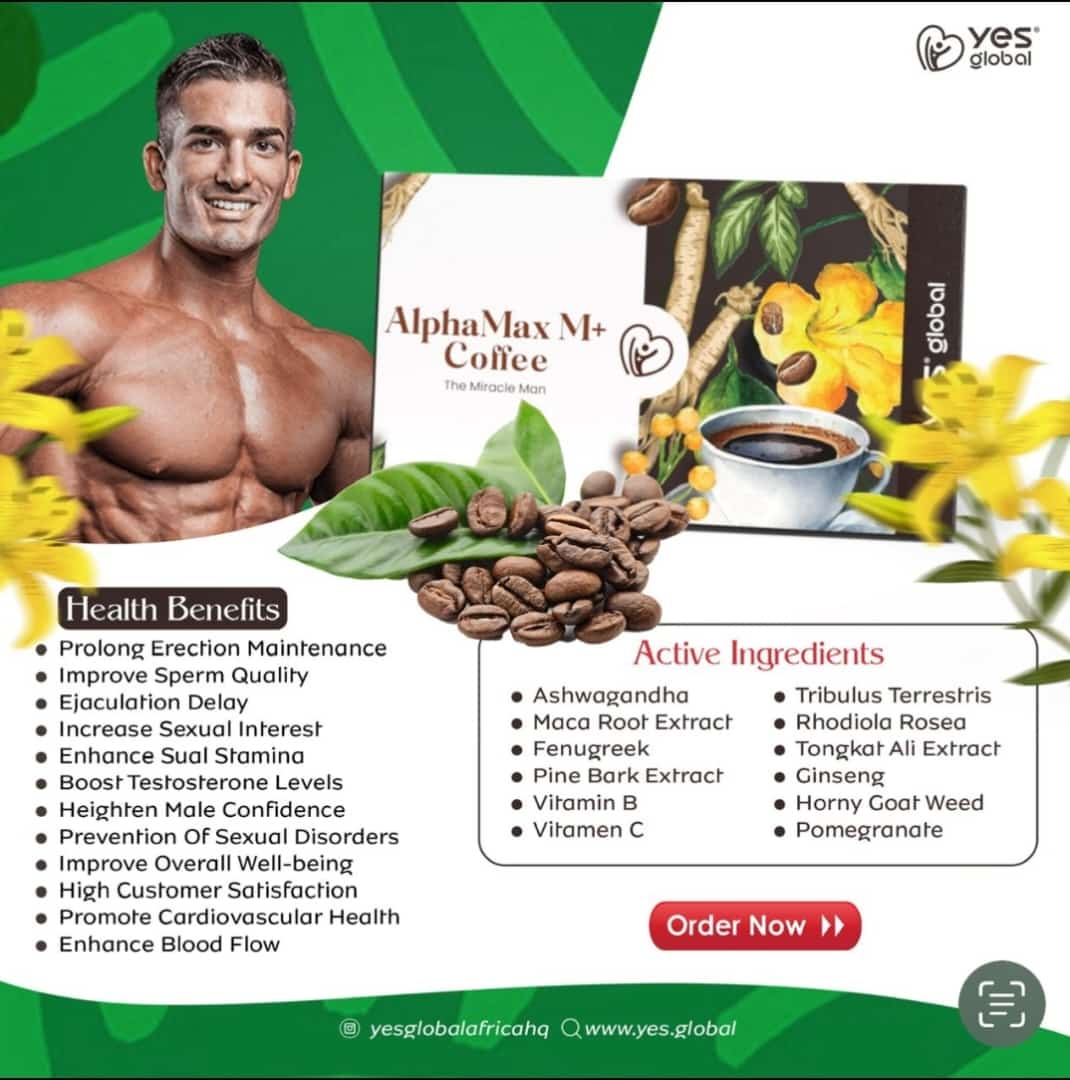 yes
global
AlphaMax M+
Coffee
The Miracle Man
global
Health Benefits
Prolong Erection Maintenance
Improve Sperm Quality
Ejaculation Delay
Increase Sexual Interest
Enhance Sual Stamina
Boost Testosterone Levels
Heighten Male Confidence
Prevention Of Sexual Disorders
Improve Overall Well-being
High Customer Satisfaction
Promote Cardiovascular Health
Enhance Blood Flow
Active Ingredients
Ashwagandha
Maca Root Extract
Fenugreek
Pine Bark Extract
Vitamin B
Vitamen C
Tribulus Terrestris
Rhodiola Rosea
Tongkat Ali Extract
Ginseng
Horny Goat Weed
Pomegranate
Order Now
yesglobalafricahq www.yes.global